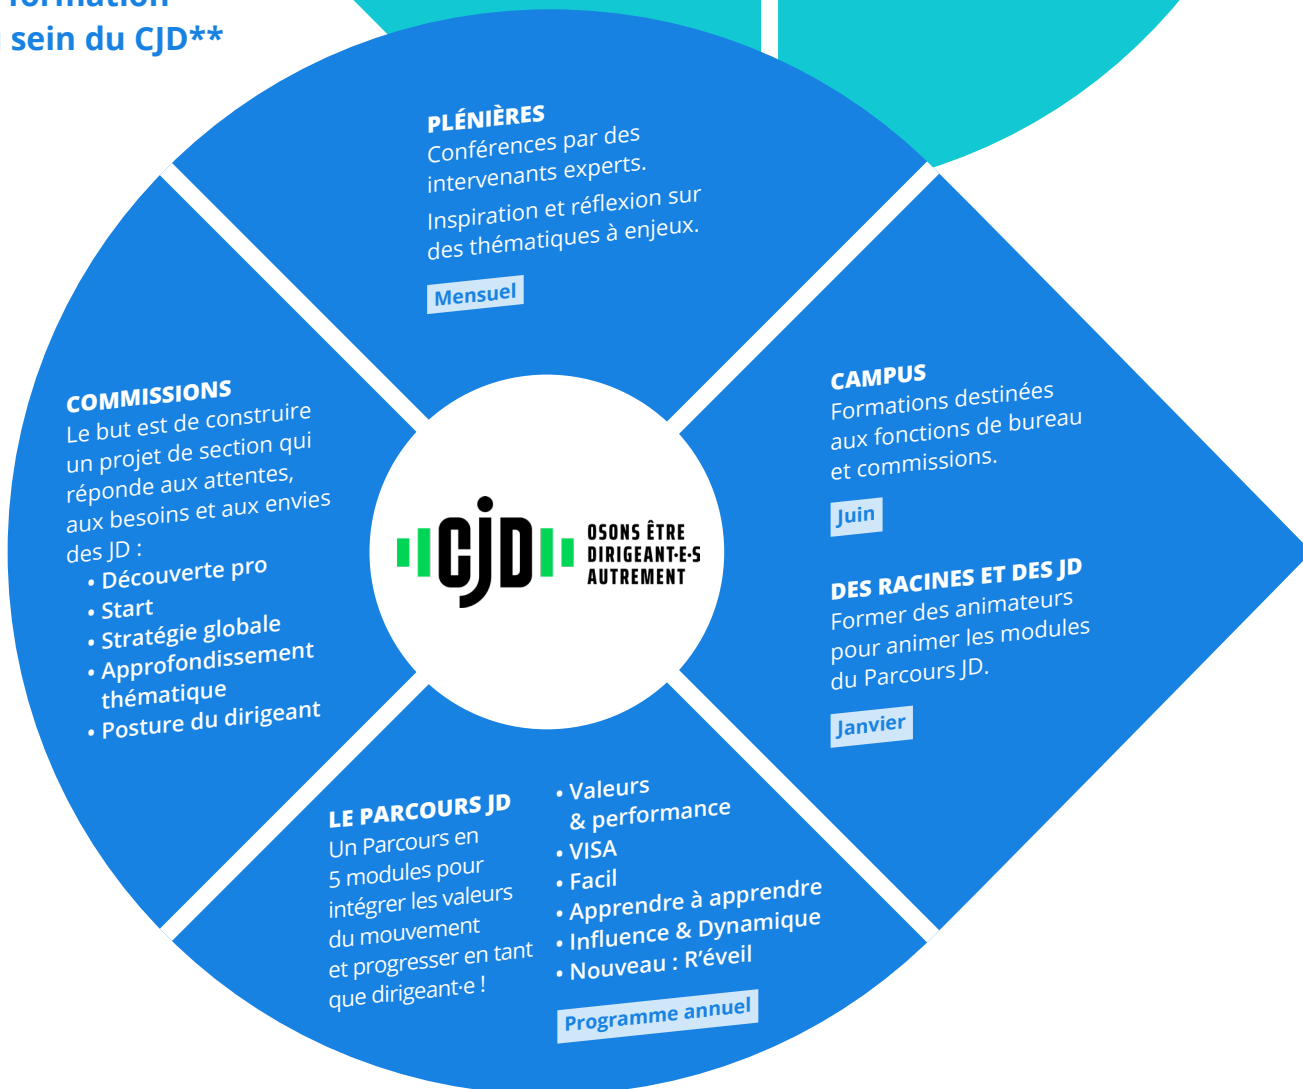 formation
sein du CJD**
PLÉNIÈRES
Conférences par des
intervenants experts.
Inspiration et réflexion sur
des thématiques à enjeux.
Mensuel
COMMISSIONS
Le but est de construire
un projet de section qui
réponde aux attentes,
aux besoins et aux envies
des JD :
• Découverte pro
• Start
• Stratégie globale
• Approfondissement
thématique
• Posture du dirigeant
CJD
OSONS ÊTRE
DIRIGEANT·E·S
AUTREMENT
CAMPUS
Formations destinées
aux fonctions de bureau
et commissions.
Juin
DES RACINES ET DES JD
Former des animateurs
pour animer les modules
du Parcours JD.
Janvier
LE PARCOURS JD
Un Parcours en
5 modules pour
intégrer les valeurs
du mouvement
et progresser en tant
que dirigeant·e !
• Valeurs
& performance
• VISA
• Facil
• Apprendre à apprendre
• Influence & Dynamique
• Nouveau : R’éveil
Programme annuel